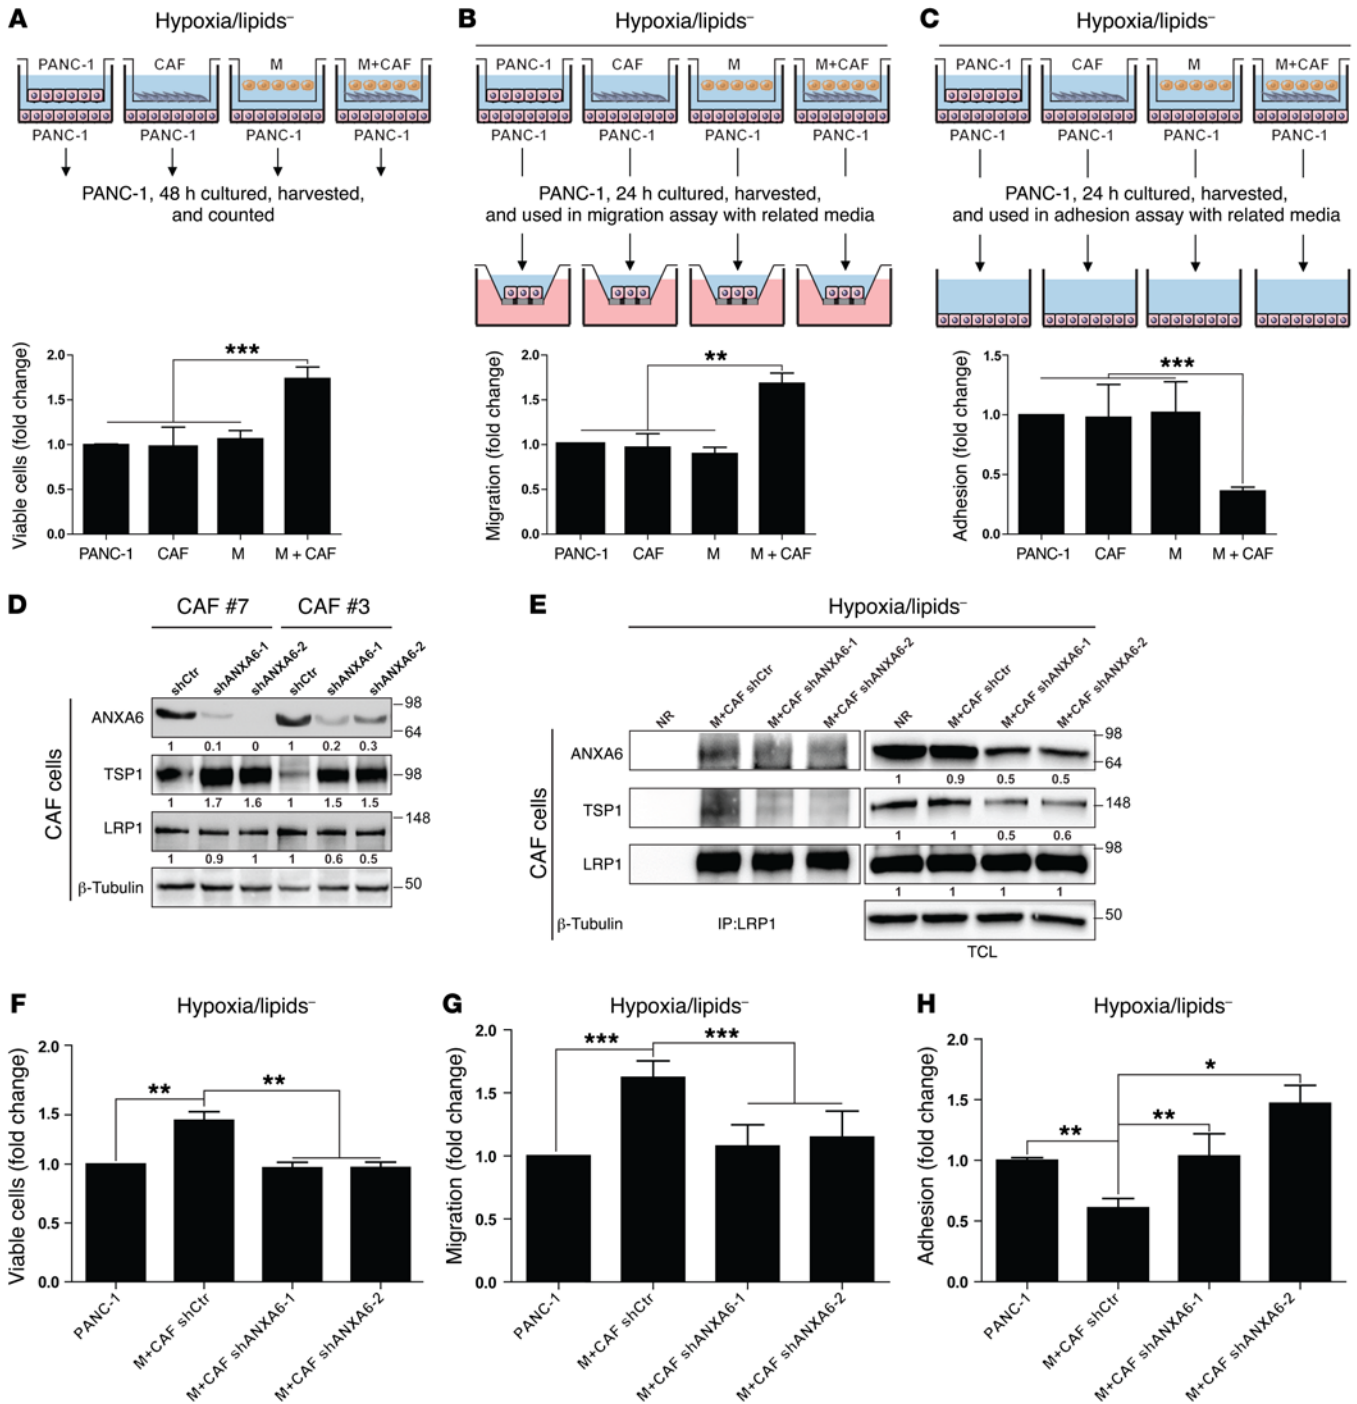 A
Hypoxia/lipids–
PANC-1 CAF M M+CAF
PANC-1 PANC-1 PANC-1 PANC-1
PANC-1, 48 h cultured, harvested,
and counted
Viable cells (fold change)
2.0
1.5
1.0
0.5
0.0
***
PANC-1 CAF M M + CAF
B
Hypoxia/lipids–
PANC-1 CAF M M+CAF
PANC-1 PANC-1 PANC-1 PANC-1
PANC-1, 24 h cultured, harvested,
and used in migration assay with related media
Migration (fold change)
2.0
1.5
1.0
0.5
0.0
**
PANC-1 CAF M M + CAF
C
Hypoxia/lipids–
PANC-1 CAF M M+CAF
PANC-1 PANC-1 PANC-1 PANC-1
PANC-1, 24 h cultured, harvested,
and used in adhesion assay with related media
Adhesion (fold change)
1.5
1.0
0.5
0.0
***
PANC-1 CAF M M + CAF
D
CAF #7 CAF #3
shCtr shANXA6-1 shANXA6-2 shCtr shANXA6-1 shANXA6-2
CAF cells
ANXA6
98
64
1 0.1 0 1 0.2 0.3
TSP1
98
1 1.7 1.6 1 1.5 1.5
LRP1
148
1 0.9 1 1 0.6 0.5
β-Tubulin
50
E
Hypoxia/lipids–
NR M+CAF shCtr M+CAF shANXA6-1 M+CAF shANXA6-2 NR M+CAF shCtr M+CAF shANXA6-1 M+CAF shANXA6-2
CAF cells
ANXA6
98
64
1 0.9 0.5 0.5
TSP1
148
1 1 0.5 0.6
LRP1
98
1 1 1 1
β-Tubulin
50
IP:LRP1
TCL
F
Hypoxia/lipids–
Viable cells (fold change)
2.0
1.5
1.0
0.5
0.0
** **
PANC-1 M+CAF shCtr M+CAF shANXA6-1 M+CAF shANXA6-2
G
Hypoxia/lipids–
Migration (fold change)
2.0
1.5
1.0
0.5
0.0
*** ***
PANC-1 M+CAF shCtr M+CAF shANXA6-1 M+CAF shANXA6-2
H
Hypoxia/lipids–
Adhesion (fold change)
2.0
1.5
1.0
0.5
0.0
** ** *
PANC-1 M+CAF shCtr M+CAF shANXA6-1 M+CAF shANXA6-2